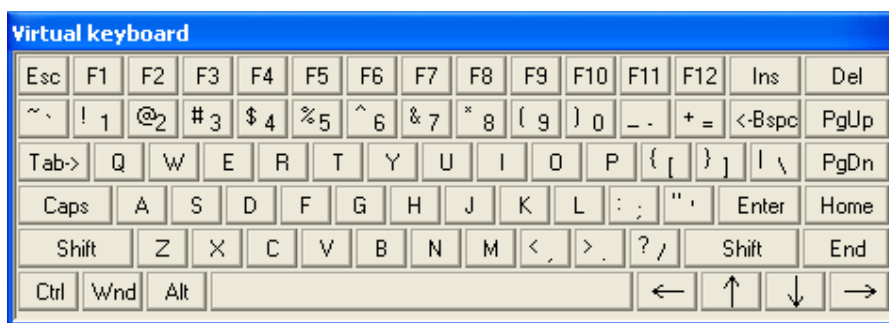 Virtual keyboard
Esc F1 F2 F3 F4 F5 F6 F7 F8 F9 F10 F11 F12 Ins Del
~ ` ! 1 @ 2 # 3 $ 4 % 5 ^ 6 & 7 * 8 ( 9 ) 0 _ - + = <-Bspc PgUp
Tab-> Q W E R T Y U I O P { [ } ] | \ PgDn
Caps A S D F G H J K L : ; " ' Enter Home
Shift Z X C V B N M < , > . ? / Shift End
Ctrl Wnd Alt ← ↑ ↓ →